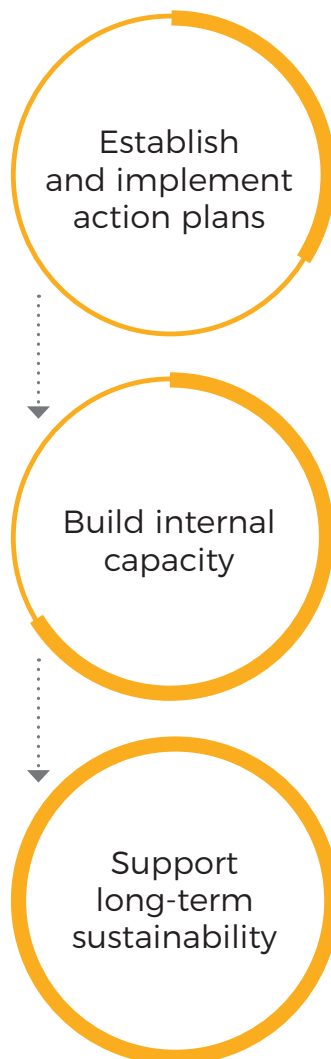 Establish
and implement
action plans
Build internal
capacity
Support
long-term
sustainability